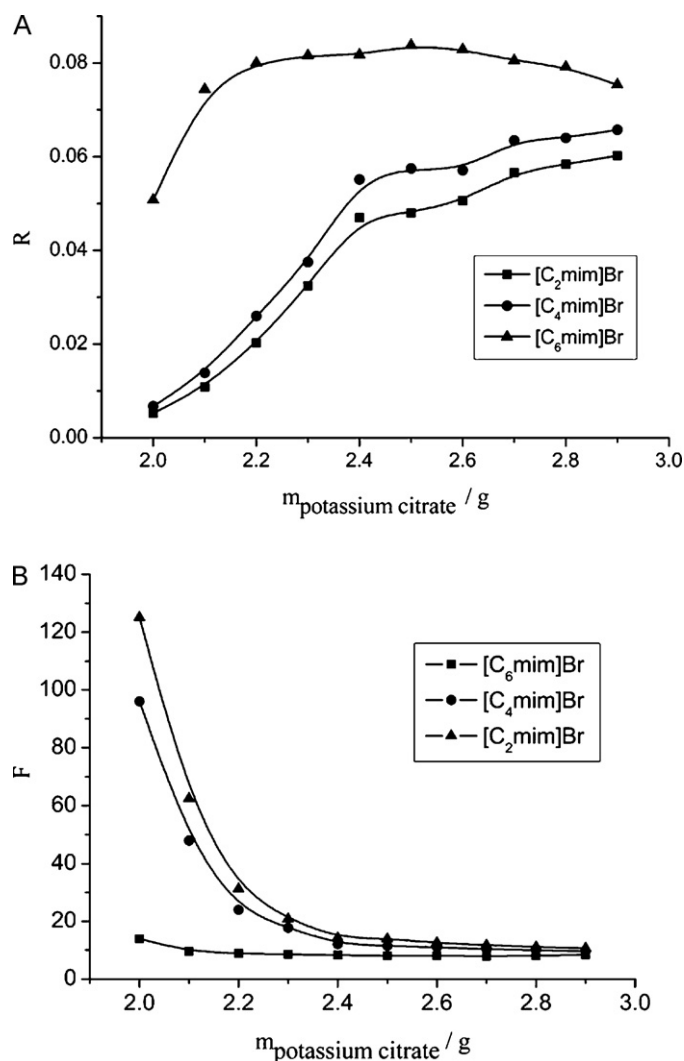 A
0.08
0.06
R
0.04
0.02
0.00
[C₂mim]Br
[C₄mim]Br
[C₆mim]Br
2.0 2.2 2.4 2.6 2.8 3.0
m potassium citrate / g
B
140
120
100
80
F
60
40
20
0
[C₆mim]Br
[C₄mim]Br
[C₂mim]Br
2.0 2.2 2.4 2.6 2.8 3.0
m potassium citrate / g